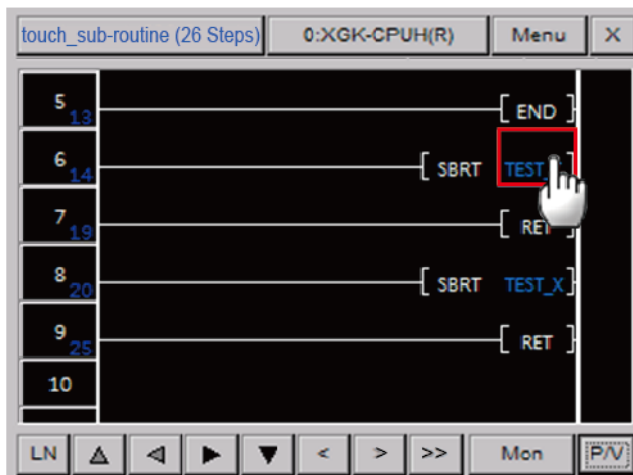 touch_sub-routine (26 Steps) 0:XGK-CPUH(R) Menu X
5 13 [ END ]
6 14 [ SBRT ]
7 19 [ RET
8 20 [ SBRT TEST_X ]
9 25 [ RET ]
10
LN < > >> Mon P/V